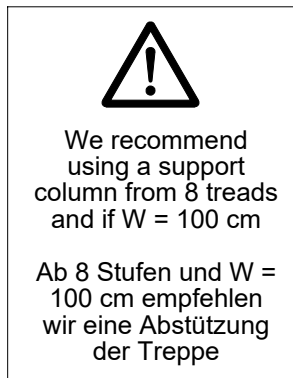 We recommend
using a support
column from 8 treads
and if W = 100 cm
Ab 8 Stufen und W =
100 cm empfehlen
wir eine Abstützung
der Treppe